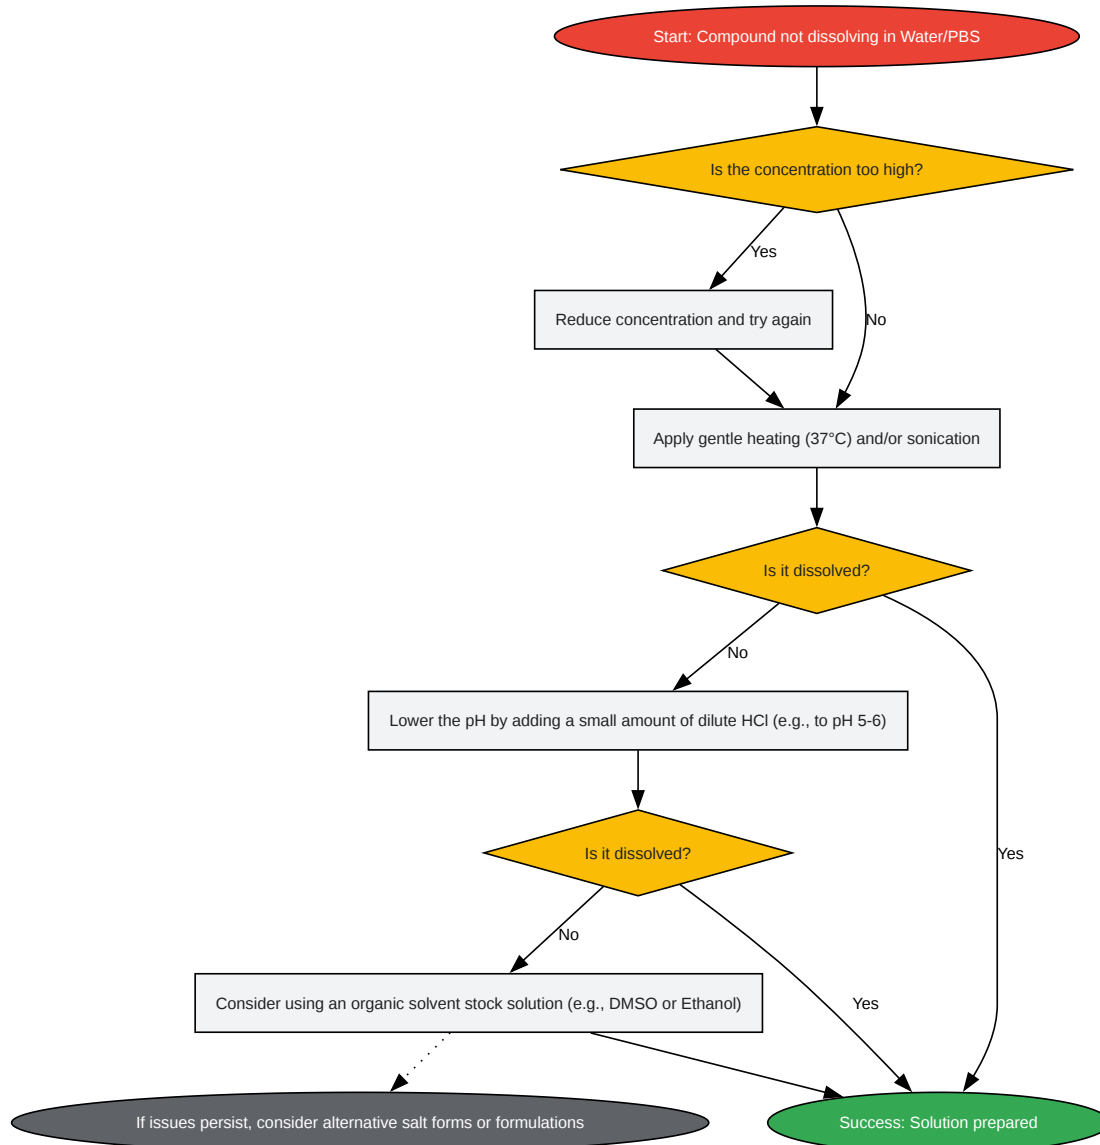 Start: Compound not dissolving in Water/PBS
Is the concentration too high?
Yes
Reduce concentration and try again
No
Apply gentle heating (37°C) and/or sonication
Is it dissolved?
No
Lower the pH by adding a small amount of dilute HCl (e.g., to pH 5-6)
Is it dissolved?
Yes
No
Consider using an organic solvent stock solution (e.g., DMSO or Ethanol)
Yes
If issues persist, consider alternative salt forms or formulations
Success: Solution prepared